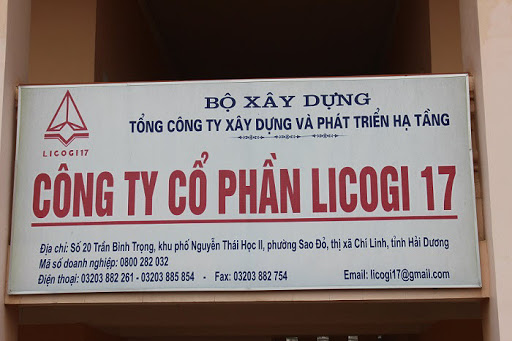 BỘ XÂY DỰNG
TỔNG CÔNG TY XÂY DỰNG VÀ PHÁT TRIỂN HẠ TẦNG
LICOGI17
CÔNG TY CỔ PHẦN LICOGI 17
Địa chỉ: Số 20 Trần Bình Trọng, khu phố Nguyễn Thái Học II, phường Sao Đỏ, thị xã Chí Linh, tỉnh Hải Dương
Mã số doanh nghiệp: 0800 282 032
Điện thoại: 03203 882 261 - 03203 885 854 - Fax: 03203 882 754 Email: licogi17@gmail.com